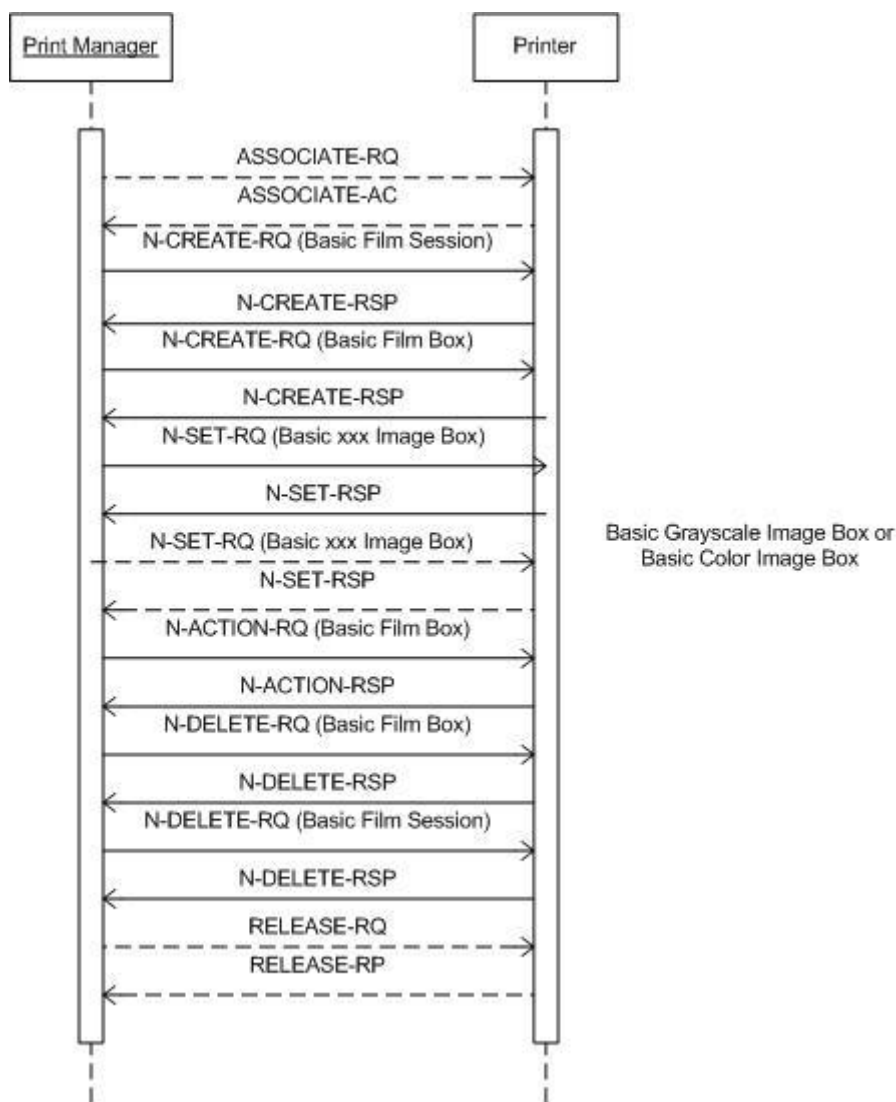 Print Manager
Printer
ASSOCIATE-RQ
ASSOCIATE-AC
N-CREATE-RQ (Basic Film Session)
N-CREATE-RSP
N-CREATE-RQ (Basic Film Box)
N-CREATE-RSP
N-SET-RQ (Basic xxx Image Box)
N-SET-RSP
N-SET-RQ (Basic xxx Image Box)
Basic Grayscale Image Box or
Basic Color Image Box
N-SET-RSP
N-ACTION-RQ (Basic Film Box)
N-ACTION-RSP
N-DELETE-RQ (Basic Film Box)
N-DELETE-RSP
N-DELETE-RQ (Basic Film Session)
N-DELETE-RSP
RELEASE-RQ
RELEASE-RP